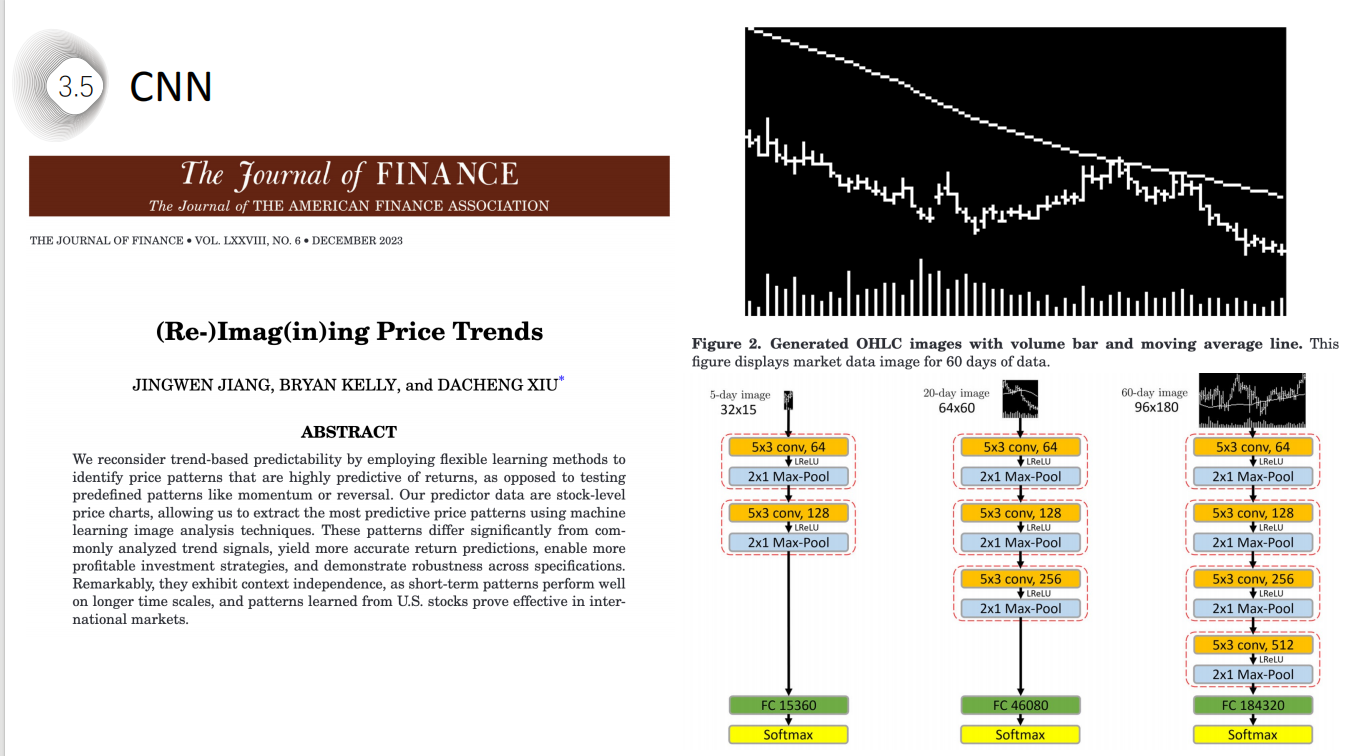 3.5
CNN
The Journal of FINANCE
The Journal of THE AMERICAN FINANCE ASSOCIATION
THE JOURNAL OF FINANCE • VOL. LXXVIII, NO. 6 • DECEMBER 2023
(Re-)Imag(in)ing Price Trends
JINGWEN JIANG, BRYAN KELLY, and DACHENG XIU*
ABSTRACT
We reconsider trend-based predictability by employing flexible learning methods to
identify price patterns that are highly predictive of returns, as opposed to testing
predefined patterns like momentum or reversal. Our predictor data are stock-level
price charts, allowing us to extract the most predictive price patterns using machine
learning image analysis techniques. These patterns differ significantly from com-
monly analyzed trend signals, yield more accurate return predictions, enable more
profitable investment strategies, and demonstrate robustness across specifications.
Remarkably, they exhibit context independence, as short-term patterns perform well
on longer time scales, and patterns learned from U.S. stocks prove effective in inter-
national markets.
Figure 2. Generated OHLC images with volume bar and moving average line. This
figure displays market data image for 60 days of data.
5-day image
32x15
5x3 conv, 64
LReLU
2x1 Max-Pool
5x3 conv, 128
LReLU
2x1 Max-Pool
FC 15360
Softmax
20-day image
64x60
5x3 conv, 64
LReLU
2x1 Max-Pool
5x3 conv, 128
LReLU
2x1 Max-Pool
5x3 conv, 256
LReLU
2x1 Max-Pool
FC 46080
Softmax
60-day image
96x180
5x3 conv, 64
LReLU
2x1 Max-Pool
5x3 conv, 128
LReLU
2x1 Max-Pool
5x3 conv, 256
LReLU
2x1 Max-Pool
5x3 conv, 512
LReLU
2x1 Max-Pool
FC 184320
Softmax